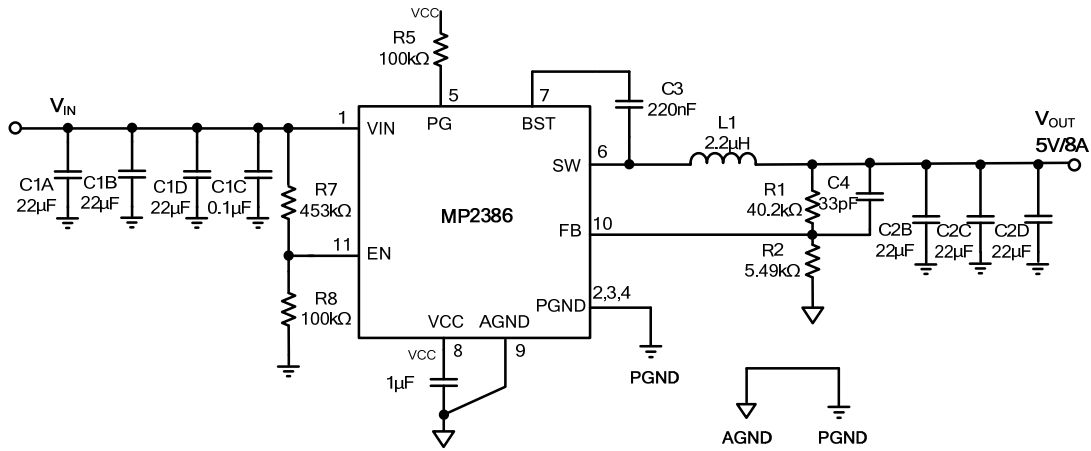 VCC
R5
100kΩ
5
7
C3
220nF
VIN
1
VIN
PG
BST
L1
2.2µH
VOUT
5V/8A
6
SW
C1A
22µF
C1B
22µF
C1D
22µF
C1C
0.1µF
R7
453kΩ
MP2386
R1
40.2kΩ
C4
33pF
10
FB
11
EN
R2
5.49kΩ
C2B
22µF
C2C
22µF
C2D
22µF
R8
100kΩ
PGND
2,3,4
VCC
AGND
VCC
8
9
1µF
PGND
AGND
PGND